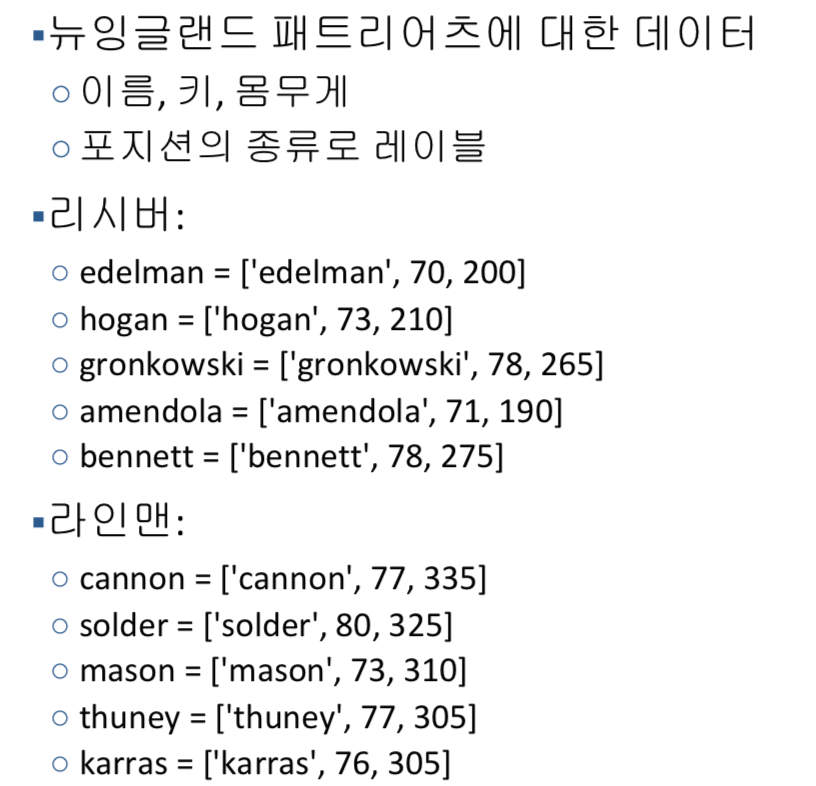 ▪뉴잉글랜드 패트리어츠에 대한 데이터
○ 이름, 키, 몸무게
○ 포지션의 종류로 레이블
▪리시버:
○ edelman = ['edelman', 70, 200]
○ hogan = ['hogan', 73, 210]
○ gronkowski = ['gronkowski', 78, 265]
○ amendola = ['amendola', 71, 190]
○ bennett = ['bennett', 78, 275]
▪라인맨:
○ cannon = ['cannon', 77, 335]
○ solder = ['solder', 80, 325]
○ mason = ['mason', 73, 310]
○ thuney = ['thuney', 77, 305]
○ karras = ['karras', 76, 305]